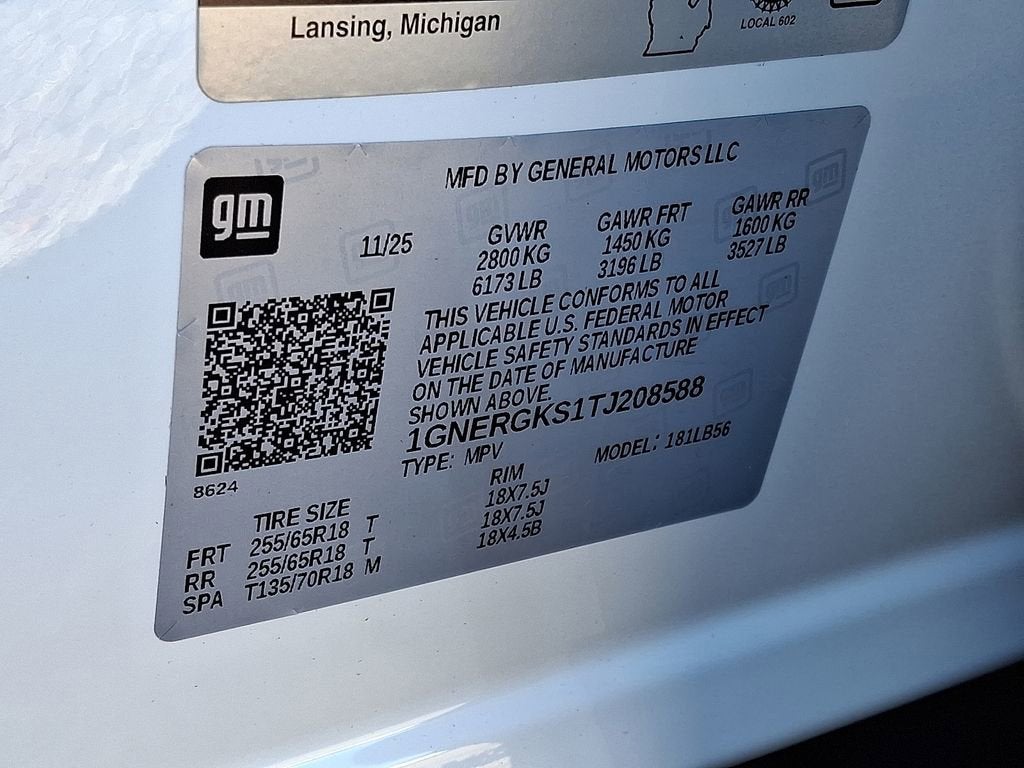 Lansing, Michigan
LOCAL 602
MFD BY GENERAL MOTORS LLC
gm
11/25 GVWR GAWR FRT GAWR RR
2800 KG 1450 KG 1600 KG
6173 LB 3196 LB 3527 LB
THIS VEHICLE CONFORMS TO ALL
APPLICABLE U.S. FEDERAL MOTOR
VEHICLE SAFETY STANDARDS IN EFFECT
ON THE DATE OF MANUFACTURE
SHOWN ABOVE.
1GNERGKS1TJ208588
TYPE: MPV MODEL: 181LB56
8624
TIRE SIZE RIM
FRT 255/65R18 T 18X7.5J
RR 255/65R18 T 18X7.5J
SPA T135/70R18 M 18X4.5B